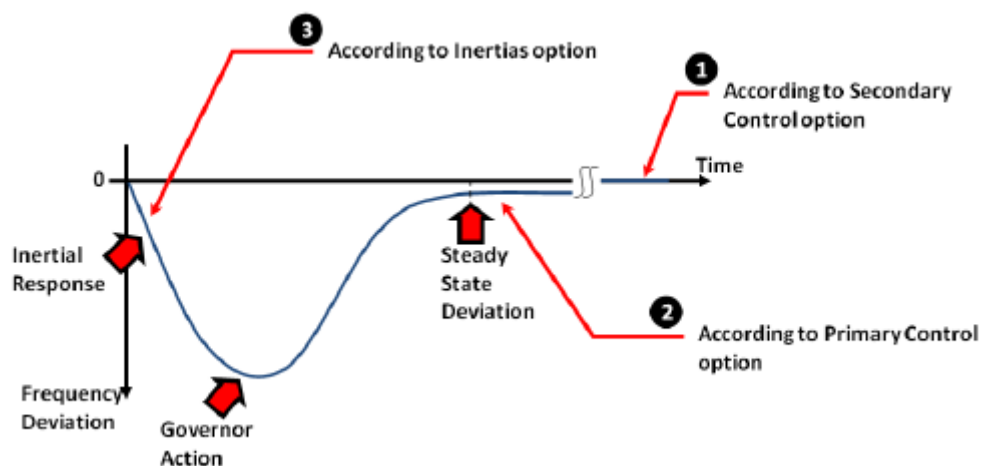 3
According to Inertias option
1
According to Secondary
Control option
Time
0
Inertial
Response
Steady
State
Deviation
2
According to Primary Control
option
Frequency
Deviation
Governor
Action